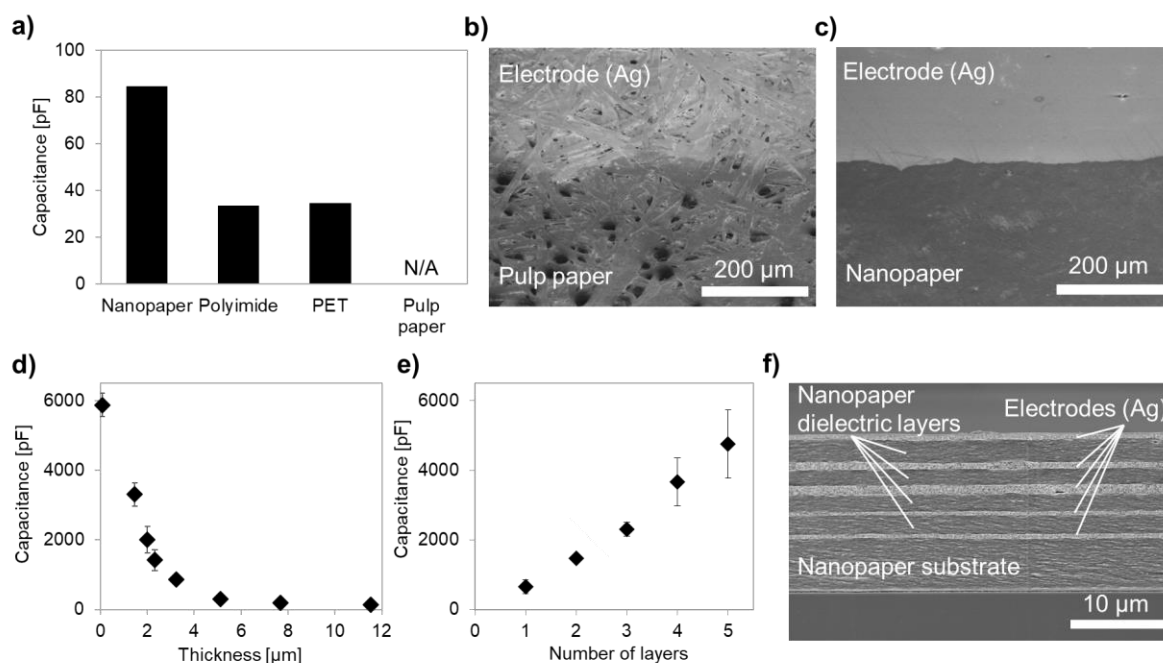 a)
Capacitance [pF]
100
80
60
40
20
0
N/A
Nanopaper
Polyimide
PET
Pulp
paper
b)
Electrode (Ag)
Pulp paper
200 µm
c)
Electrode (Ag)
Nanopaper
200 µm
d)
Capacitance [pF]
6000
4000
2000
0
0 2 4 6 8 10 12
Thickness [µm]
e)
Capacitance [pF]
6000
4000
2000
0
0 1 2 3 4 5
Number of layers
f)
Nanopaper
dielectric layers
Electrodes (Ag)
Nanopaper substrate
10 µm